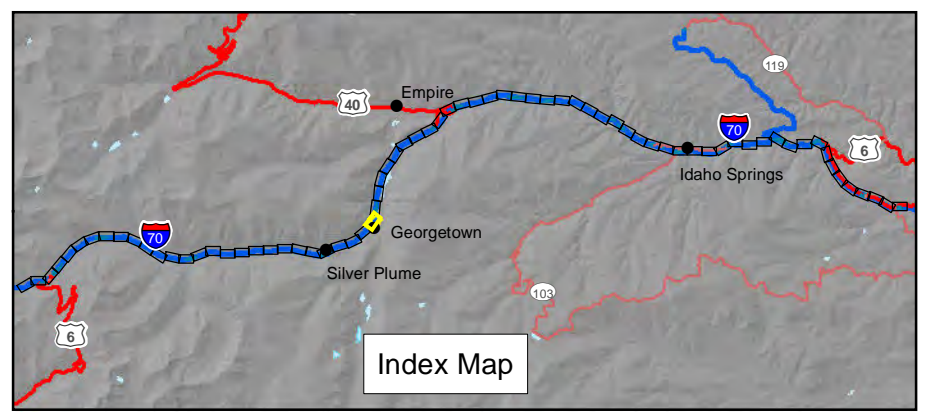 119
Empire
40
70
6
Idaho Springs
Georgetown
70
Silver Plume
103
6
Index Map